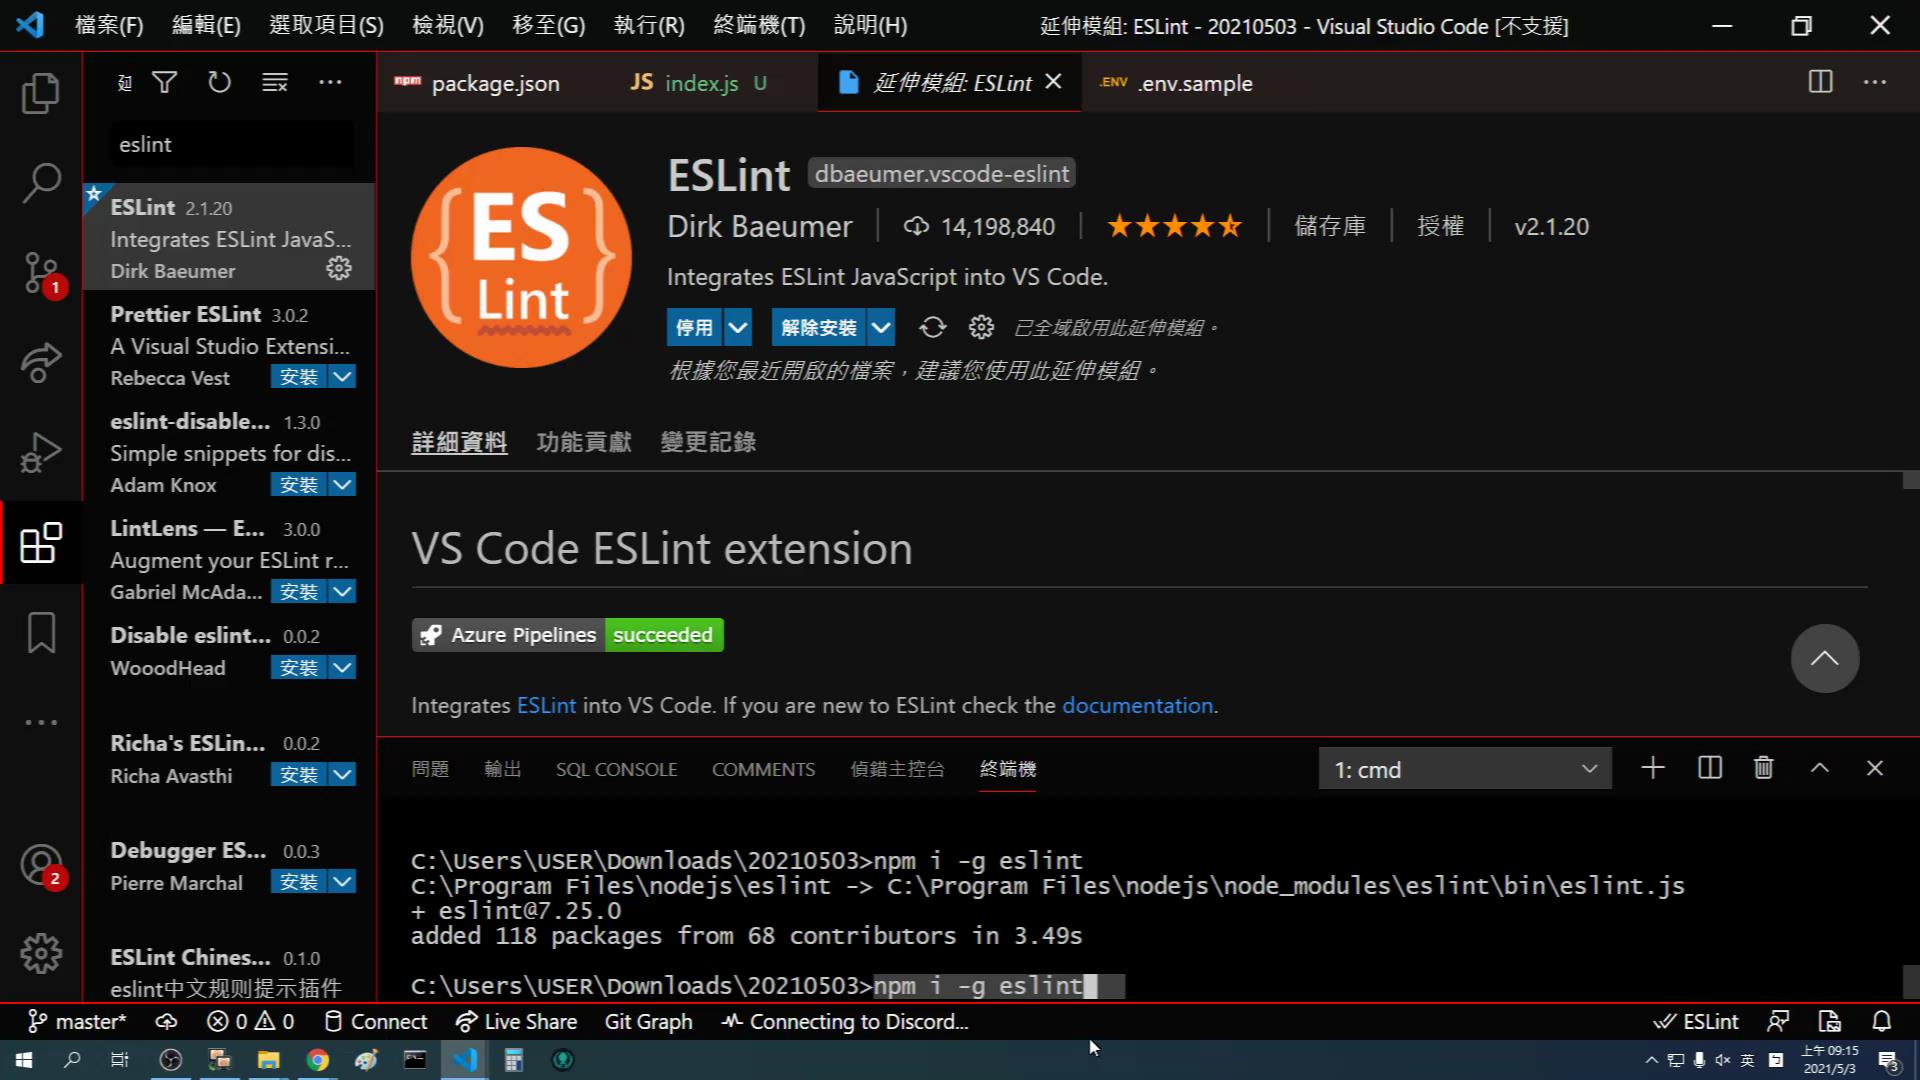 檔案(F) 編輯(E) 選取項目(S) 檢視(V) 移至(G) 執行(R) 終端機(T) 說明(H) 延伸模組: ESLint - 20210503 - Visual Studio Code [不支援]
package.json JS index.js U 延伸模組: ESLint .ENV .env.sample
eslint
ESLint 2.1.20
Integrates ESLint JavaS...
Dirk Baeumer
Prettier ESLint 3.0.2
A Visual Studio Extensi...
Rebecca Vest 安裝
eslint-disable... 1.3.0
Simple snippets for dis...
Adam Knox 安裝
LintLens — E... 3.0.0
Augment your ESLint r...
Gabriel McAda... 安裝
Disable eslint... 0.0.2
WooodHead 安裝
Richa's ESLin... 0.0.2
Richa Avasthi 安裝
Debugger ES... 0.0.3
Pierre Marchal 安裝
ESLint Chines... 0.1.0
eslint中文规则提示插件
1
2
ES
Lint
ESLint dbaeumer.vscode-eslint
Dirk Baeumer 14,198,840 儲存庫 授權 v2.1.20
Integrates ESLint JavaScript into VS Code.
停用 解除安裝 已全域啟用此延伸模組。
根據您最近開啟的檔案，建議您使用此延伸模組。
詳細資料 功能貢獻 變更記錄
VS Code ESLint extension
Azure Pipelines succeeded
Integrates ESLint into VS Code. If you are new to ESLint check the documentation.
問題 輸出 SQL CONSOLE COMMENTS 偵錯主控台 終端機 1: cmd
C:\Users\USER\Downloads\20210503>npm i -g eslint
C:\Program Files\nodejs\eslint -> C:\Program Files\nodejs\node_modules\eslint\bin\eslint.js
+ eslint@7.25.0
added 118 packages from 68 contributors in 3.49s
C:\Users\USER\Downloads\20210503>npm i -g eslint
master* 0 0 Connect Live Share Git Graph Connecting to Discord... ESLint
英 上午 09:15
2021/5/3 3